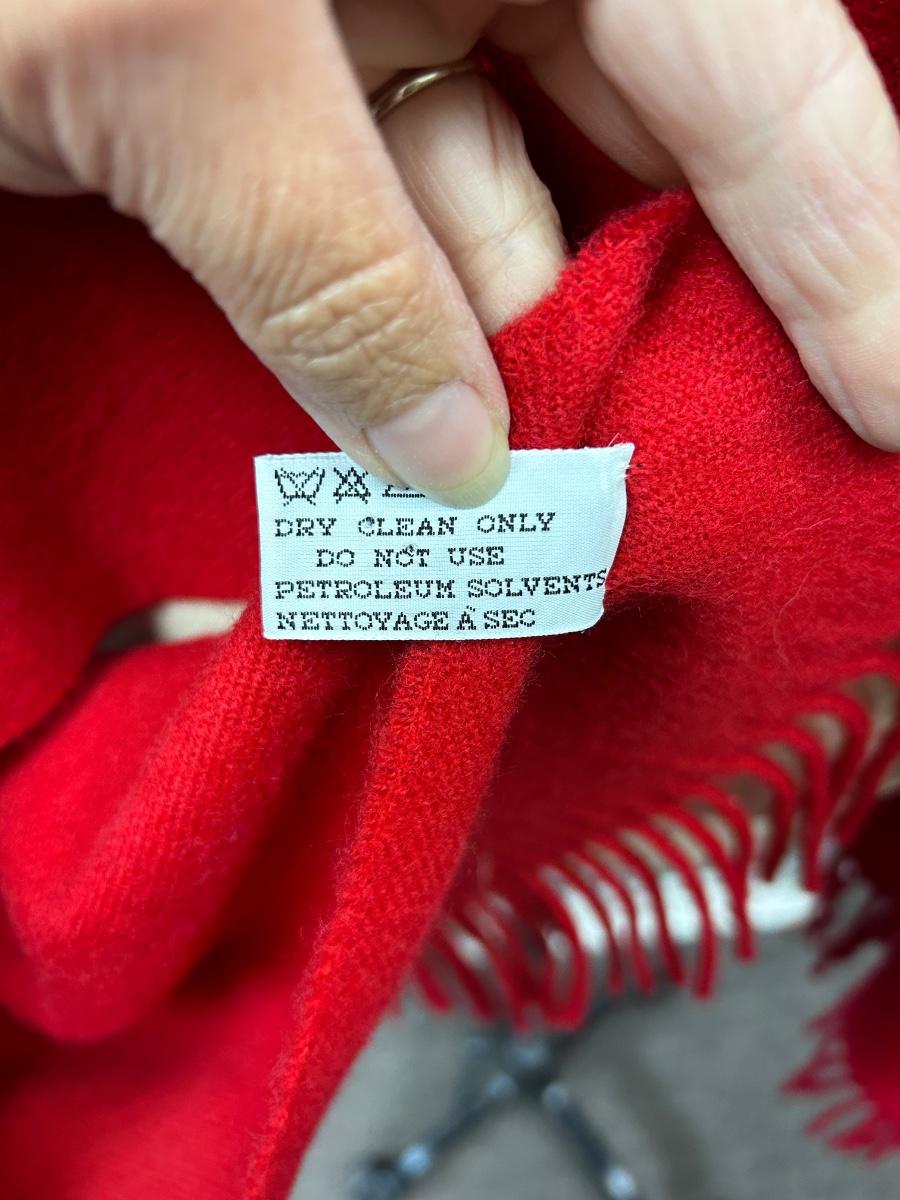 DRY CLEAN ONLY
DO NOT USE
PETROLEUM SOLVENTS
NETTOYAGE À SEC